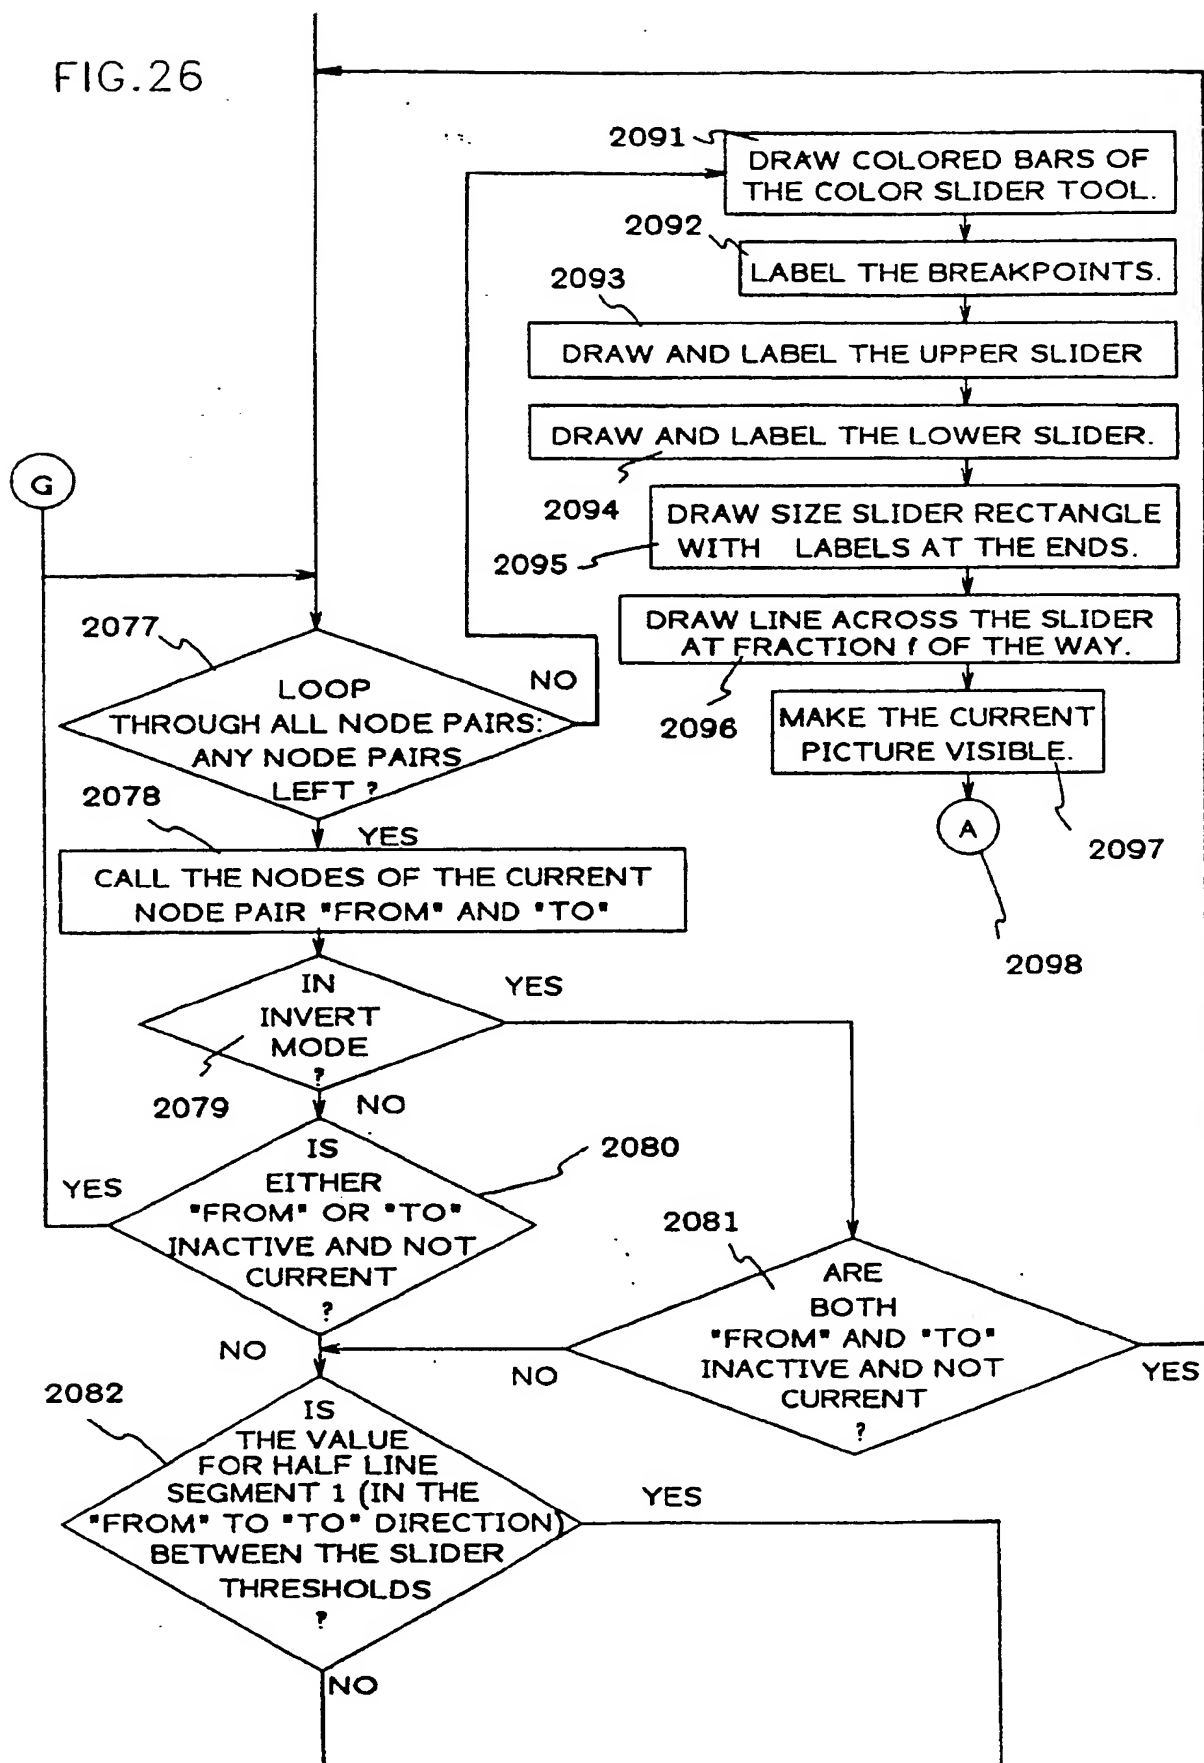 FIG.26
2091
DRAW COLORED BARS OF
THE COLOR SLIDER TOOL.
2092
LABEL THE BREAKPOINTS.
2093
DRAW AND LABEL THE UPPER SLIDER
DRAW AND LABEL THE LOWER SLIDER.
2094
DRAW SIZE SLIDER RECTANGLE
WITH LABELS AT THE ENDS.
2095
DRAW LINE ACROSS THE SLIDER
AT FRACTION f OF THE WAY.
2096
MAKE THE CURRENT
PICTURE VISIBLE.
2097
A
2098
G
2077
LOOP
THROUGH ALL NODE PAIRS:
ANY NODE PAIRS
LEFT ?
NO
YES
2078
CALL THE NODES OF THE CURRENT
NODE PAIR "FROM" AND "TO"
IN
INVERT
MODE
?
YES
2079
NO
IS
EITHER
"FROM" OR "TO"
INACTIVE AND NOT
CURRENT
?
2080
YES
NO
2081
ARE
BOTH
"FROM" AND "TO"
INACTIVE AND NOT
CURRENT
?
NO
YES
2082
IS
THE VALUE
FOR HALF LINE
SEGMENT 1 (IN THE
"FROM" TO "TO" DIRECTION)
BETWEEN THE SLIDER
THRESHOLDS
?
YES
NO